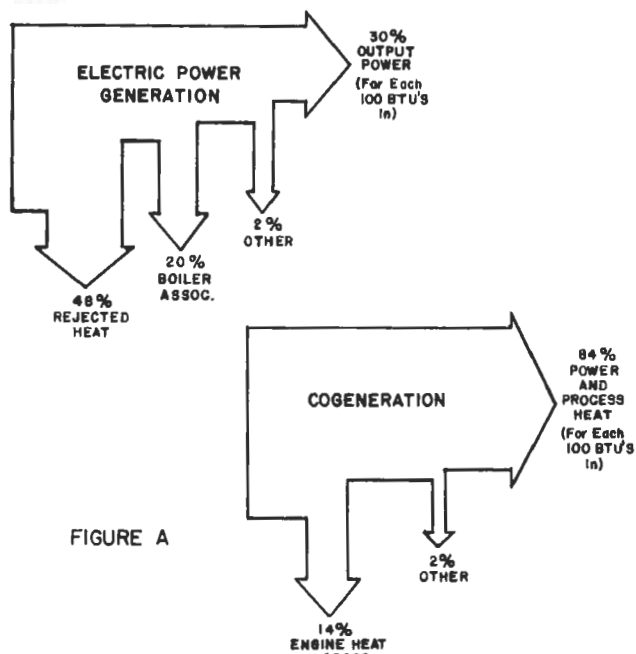 ELECTRIC POWER
GENERATION
30%
OUTPUT
POWER
(For Each
100 BTU'S
In)
2%
OTHER
20%
BOILER
ASSOC.
48%
REJECTED
HEAT
COGENERATION
84%
POWER
AND
PROCESS
HEAT
(For Each
100 BTU'S
In)
FIGURE A
2%
OTHER
14%
ENGINE HEAT